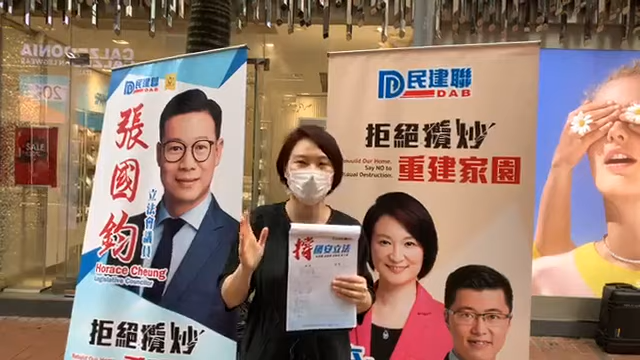 CALZEDONIA
SALE
民建聯
DAB
張國鈞
立法會議員
Horace Cheung
Legislative Councilor
拒絕攬炒
撐國安立法
民建聯
DAB
拒絕攬炒
Rebuild Our Home,
Say NO to
Mutual Destruction.
重建家園